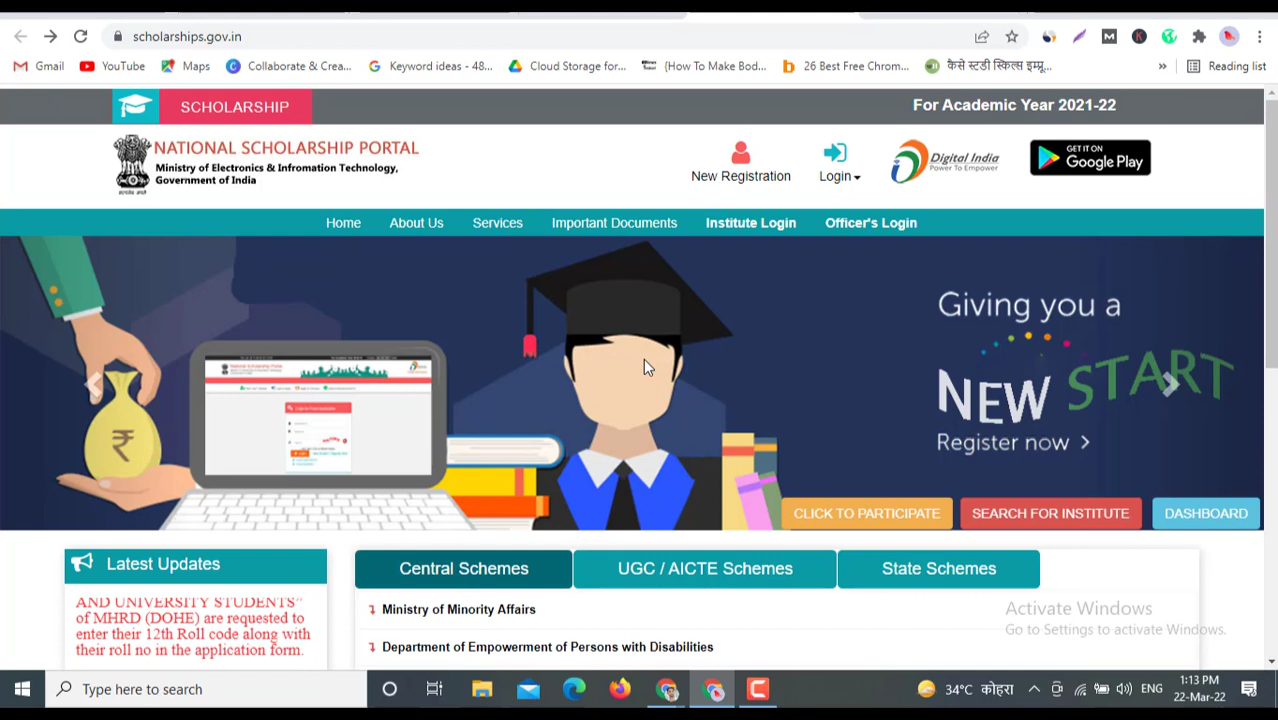 scholarships.gov.in
Gmail YouTube Maps Collaborate & Crea... Keyword ideas - 48... Cloud Storage for... {How To Make Bod... 26 Best Free Chrom... कैसे स्टडी स्किल्स इम्प्रू... » Reading list
SCHOLARSHIP
For Academic Year 2021-22
NATIONAL SCHOLARSHIP PORTAL
Ministry of Electronics & Infromation Technology,
Government of India
New Registration
Login
Digital India
Power To Empower
GET IT ON
Google Play
Home About Us Services Important Documents Institute Login Officer's Login
Giving you a
NEW START
Register now >
CLICK TO PARTICIPATE SEARCH FOR INSTITUTE DASHBOARD
Latest Updates
AND UNIVERSITY STUDENTS"
of MHRD (DOHE) are requested to
enter their 12th Roll code along with
their roll no in the application form.
Central Schemes UGC / AICTE Schemes State Schemes
Ministry of Minority Affairs
Department of Empowerment of Persons with Disabilities
Activate Windows
Go to Settings to activate Windows.
Type here to search
34°C कोहरा
ENG
1:13 PM
22-Mar-22